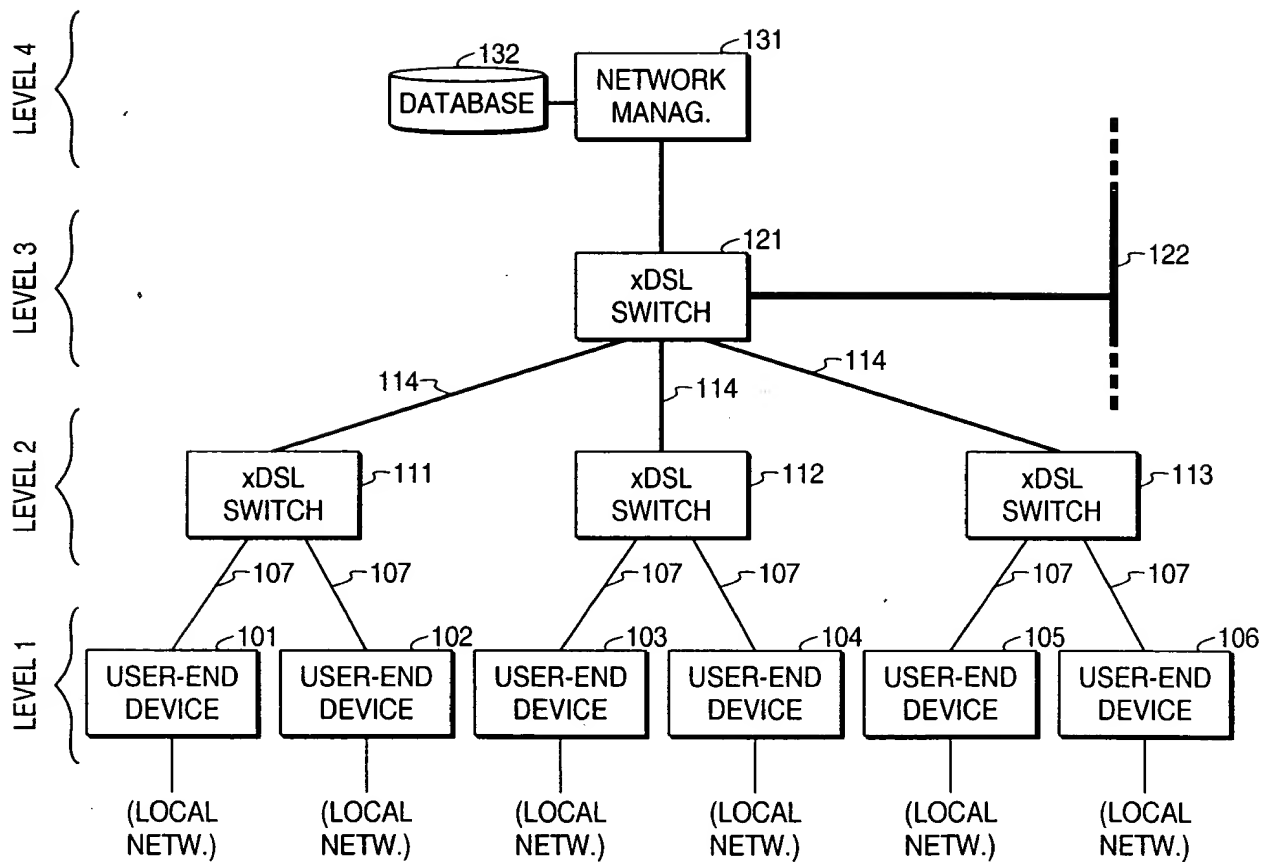 LEVEL 4
132
131
DATABASE
NETWORK
MANAG.
LEVEL 3
121
xDSL
SWITCH
122
114
114
114
LEVEL 2
xDSL
SWITCH
111
xDSL
SWITCH
112
xDSL
SWITCH
113
107
107
107
107
107
107
LEVEL 1
101
USER-END
DEVICE
102
USER-END
DEVICE
103
USER-END
DEVICE
104
USER-END
DEVICE
105
USER-END
DEVICE
106
USER-END
DEVICE
(LOCAL
NETW.)
(LOCAL
NETW.)
(LOCAL
NETW.)
(LOCAL
NETW.)
(LOCAL
NETW.)
(LOCAL
NETW.)